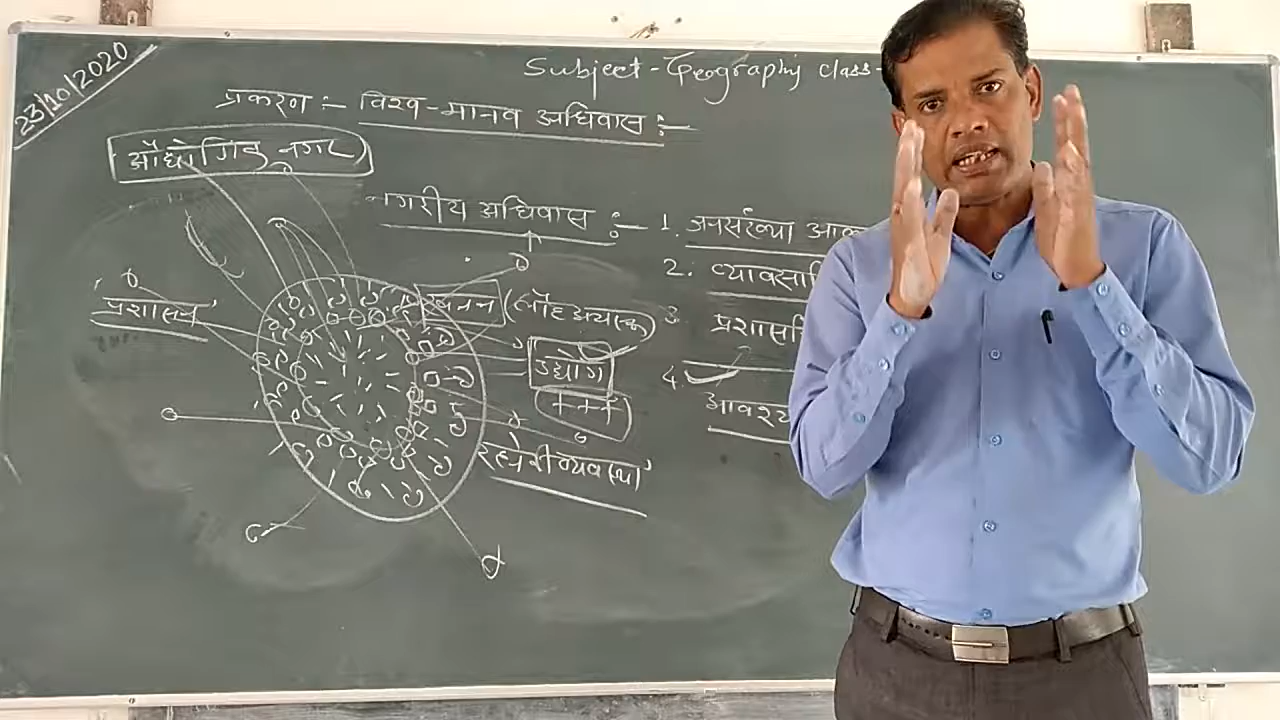 23/10/2020
Subject - Geography Class -
प्रकरण :- विश्व-मानव अधिवास :-
औद्योगिक नगर
नगरीय अधिवास :- 1. जनसंख्या आका
2. व्यावसायि
3. प्रशासनि
4.
आवश्य
प्रशासन
खनन (लौह अयस्क)
उद्योग
+++